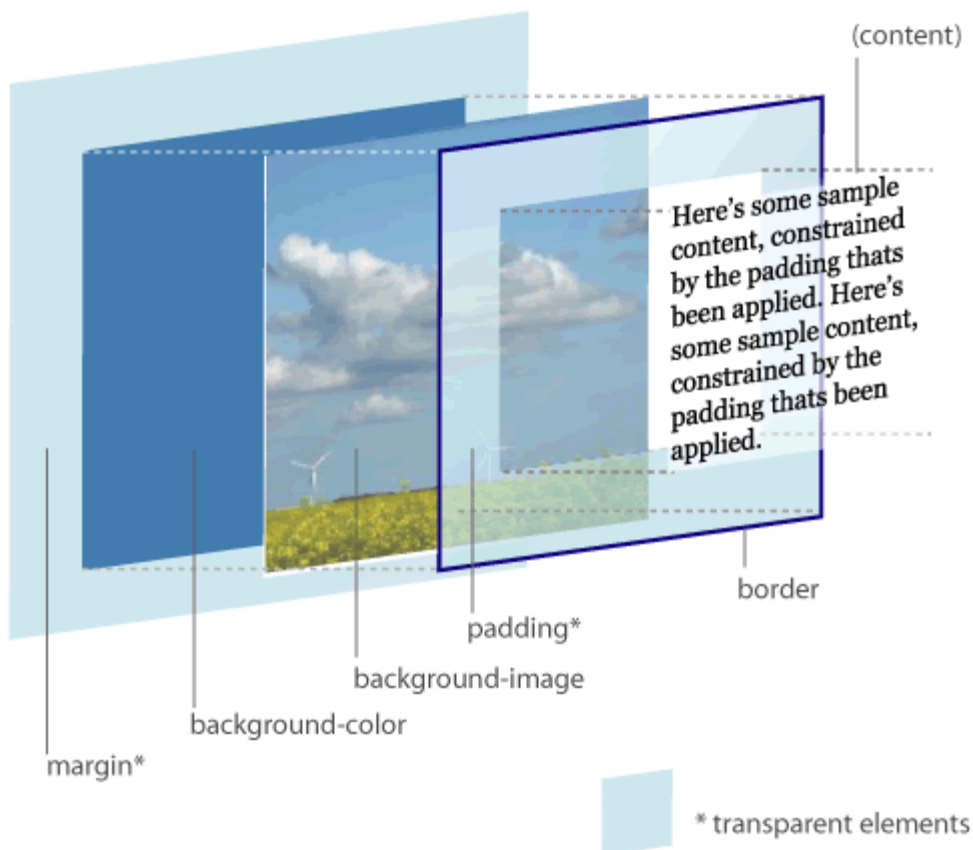 (content)
Here's some sample
content, constrained
by the padding thats
been applied. Here's
some sample content,
constrained by the
padding thats been
applied.
border
padding*
background-image
background-color
margin*
* transparent elements